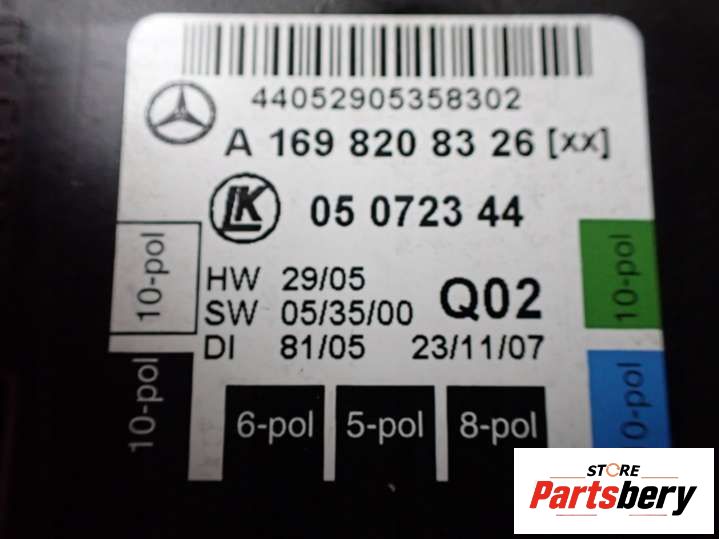 44052905358302
A 169 820 83 26 [xx]
LK 05 0723 44
HW 29/05
SW 05/35/00 Q02
DI 81/05 23/11/07
10-pol
10-pol
6-pol 5-pol 8-pol
10-pol
0-pol
STORE
Partsbery